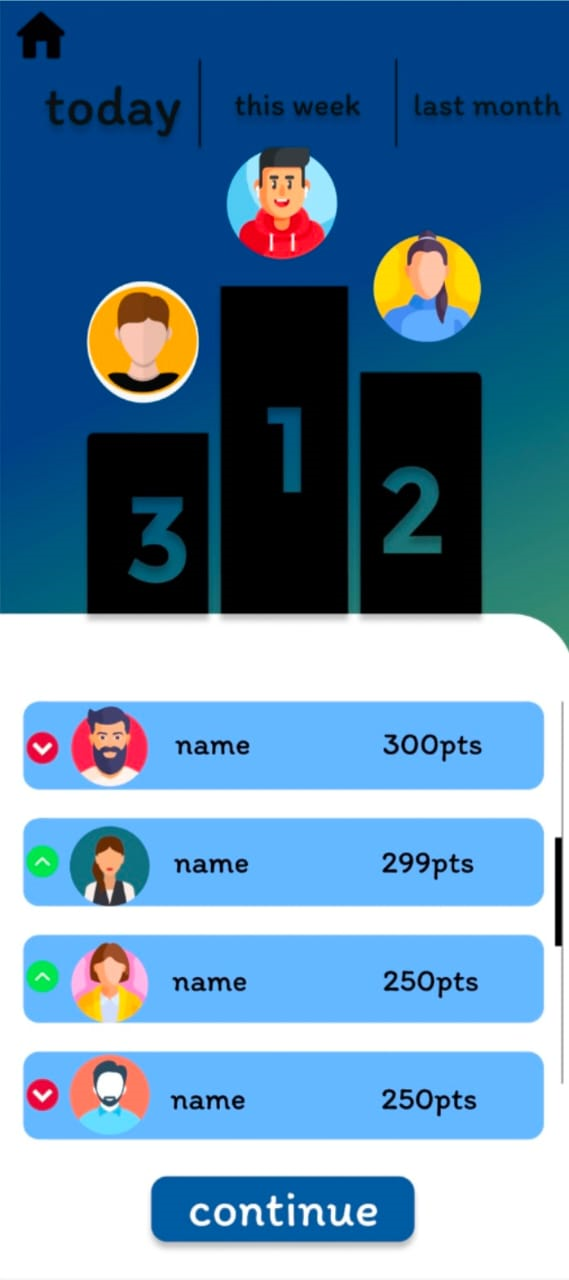 today this week last month
1
2
3
name 300pts
name 299pts
name 250pts
name 250pts
continue